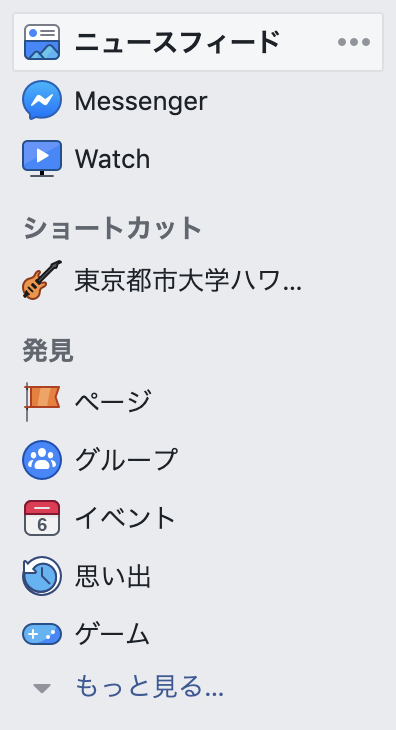 ニュースフィード
Messenger
Watch
ショートカット
東京都市大学ハワ...
発見
ページ
グループ
6
イベント
思い出
ゲーム
もっと見る...